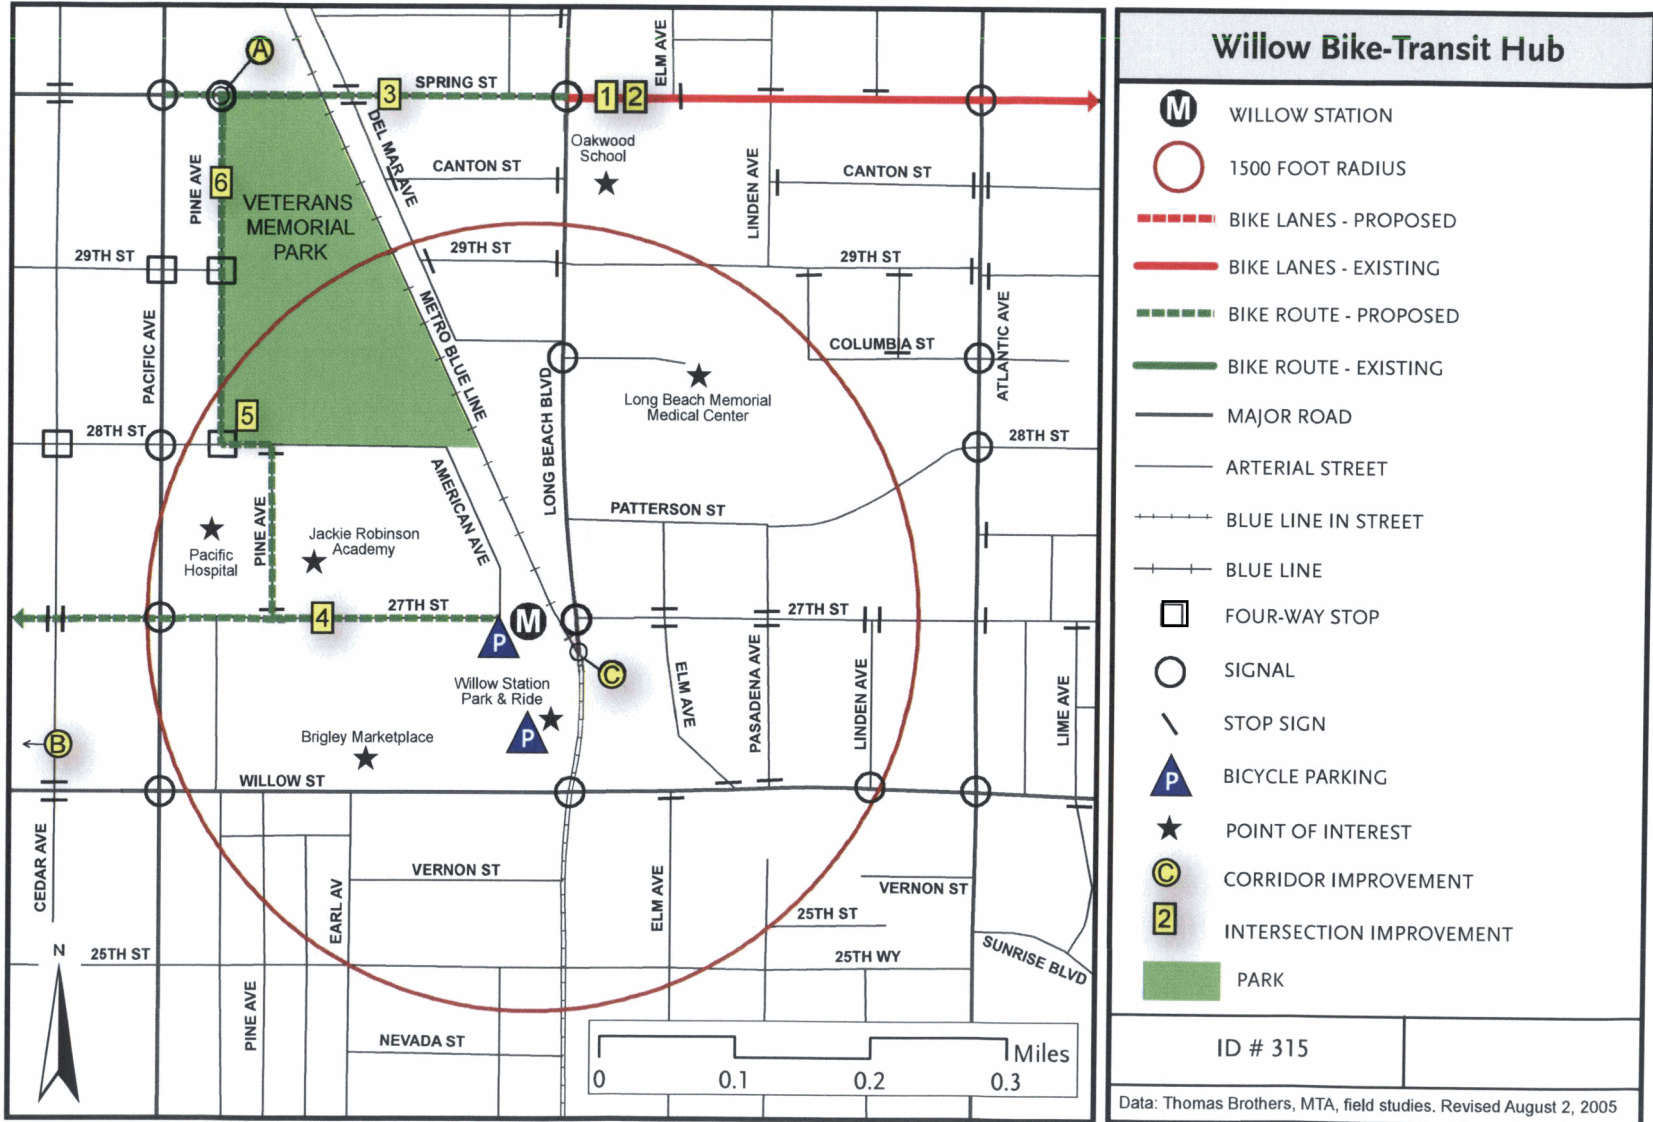 A
SPRING ST
3
1
2
ELM AVE
Oakwood
School
DEL MAR AVE
CANTON ST
LINDEN AVE
CANTON ST
PINE AVE
6
VETERANS
MEMORIAL
PARK
29TH ST
29TH ST
29TH ST
METRO BLUE LINE
PACIFIC AVE
COLUMBIA ST
ATLANTIC AVE
LONG BEACH BLVD
Long Beach Memorial
Medical Center
5
28TH ST
28TH ST
AMERICAN AVE
PATTERSON ST
PINE AVE
Jackie Robinson
Academy
Pacific
Hospital
4
27TH ST
M
27TH ST
P
C
Willow Station
Park & Ride
P
ELM AVE
PASADENA AVE
LINDEN AVE
LIME AVE
B
Brigley Marketplace
WILLOW ST
CEDAR AVE
VERNON ST
VERNON ST
EARL AV
ELM AVE
25TH ST
N
25TH ST
25TH WY
SUNRISE BLVD
PINE AVE
NEVADA ST
Miles
0
0.1
0.2
0.3
Willow Bike-Transit Hub
M WILLOW STATION
1500 FOOT RADIUS
BIKE LANES - PROPOSED
BIKE LANES - EXISTING
BIKE ROUTE - PROPOSED
BIKE ROUTE - EXISTING
MAJOR ROAD
ARTERIAL STREET
BLUE LINE IN STREET
BLUE LINE
FOUR-WAY STOP
SIGNAL
STOP SIGN
P BICYCLE PARKING
POINT OF INTEREST
C CORRIDOR IMPROVEMENT
2 INTERSECTION IMPROVEMENT
PARK
ID # 315
Data: Thomas Brothers, MTA, field studies. Revised August 2, 2005